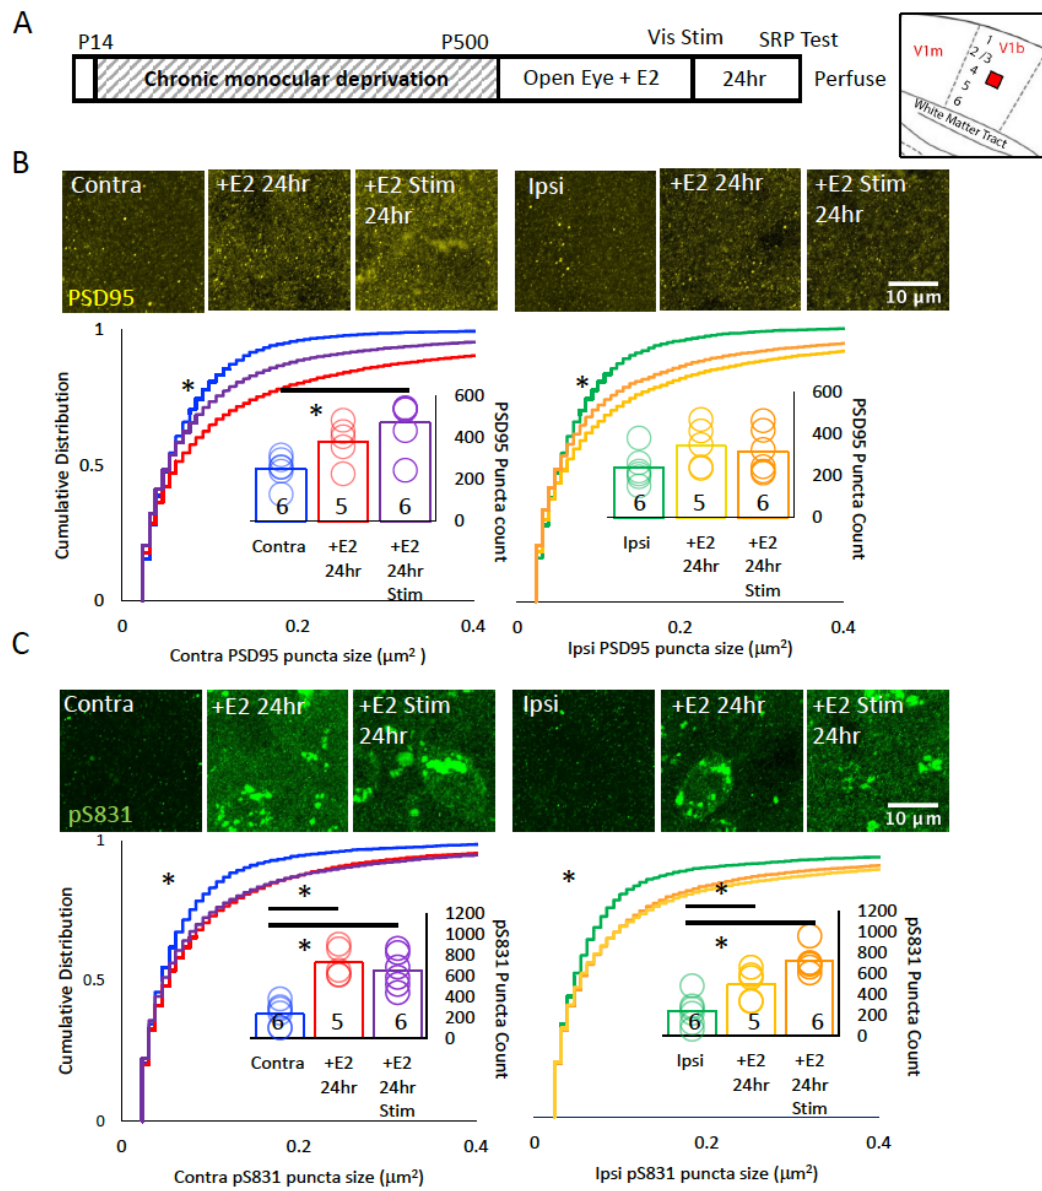 A
P14
P500
Vis Stim
SRP Test
Chronic monocular deprivation
Open Eye + E2
24hr
Perfuse
V1m
V1b
1
2/3
4
5
6
White Matter Tract
B
Contra
+E2 24hr
+E2 Stim
24hr
PSD95
Ipsi
+E2 24hr
+E2 Stim
24hr
10 μm
Cumulative Distribution
1
0.5
0
*
*
600
400
200
0
PSD95 Puncta count
6
5
6
Contra
+E2
24hr
+E2
24hr
Stim
0
0.2
0.4
Contra PSD95 puncta size (μm² )
*
600
400
200
0
PSD95 Puncta Count
6
5
6
Ipsi
+E2
24hr
+E2
24hr
Stim
0
0.2
0.4
Ipsi PSD95 puncta size (μm²)
C
Contra
+E2 24hr
+E2 Stim
24hr
pS831
Ipsi
+E2 24hr
+E2 Stim
24hr
10 μm
Cumulative Distribution
1
0.5
0
*
*
*
1200
1000
800
600
400
200
0
pS831 Puncta Count
6
5
6
Contra
+E2
24hr
+E2
24hr
Stim
0
0.2
0.4
Contra pS831 puncta size (μm²)
*
*
*
1200
1000
800
600
400
200
0
pS831 Puncta Count
6
5
6
Ipsi
+E2
24hr
+E2
24hr
Stim
0
0.2
0.4
Ipsi pS831 puncta size (μm²)